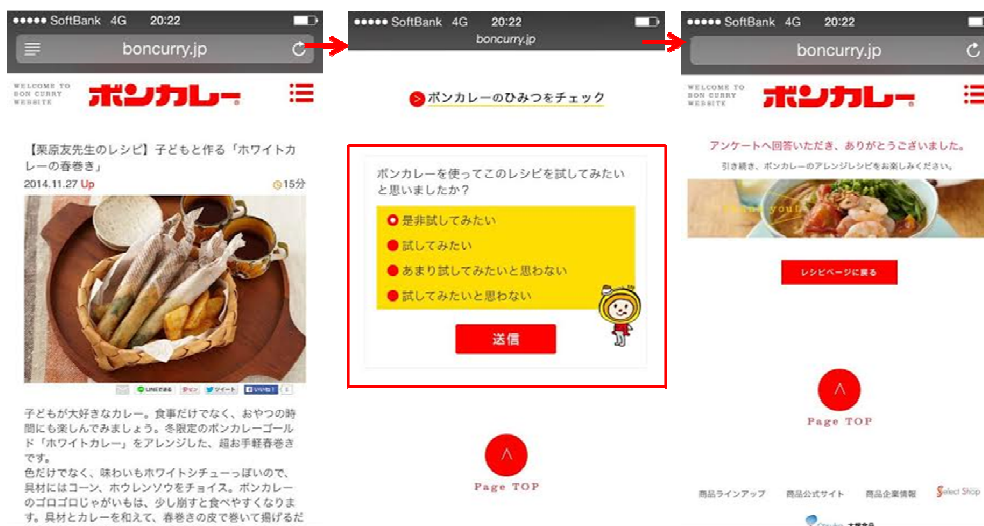 SoftBank 4G 20:22
boncurry.jp
WELCOME TO
BON CURRY
WEBSITE
ボンカレー
【栗原友先生のレシピ】子どもと作る「ホワイトカ
レーの春巻き」
2014.11.27 Up
15分
LINEで送る
ツイート
いいね!
子どもが大好きなカレー。食事だけでなく、おやつの時
間にも楽しんでみましょう。冬限定のボンカレーゴール
ド「ホワイトカレー」をアレンジした、超お手軽春巻き
です。
色だけでなく、味わいもホワイトシチューっぽいので、
具材にはコーン、ホウレンソウをチョイス。ボンカレー
のゴロゴロじゃがいもは、少し崩すと食べやすくなりま
す。具材とカレーを和えて、春巻きの皮で巻いて揚げるだ
SoftBank 4G 20:22
boncurry.jp
ボンカレーのひみつをチェック
ボンカレーを使ってこのレシピを試してみたい
と思いましたか?
是非試してみたい
試してみたい
あまり試してみたいと思わない
試してみたいと思わない
送信
Page TOP
SoftBank 4G 20:22
boncurry.jp
WELCOME TO
BON CURRY
WEBSITE
ボンカレー
アンケートへ回答いただき、ありがとうございました。
引き続き、ボンカレーのアレンジレシピをお楽しみください。
Thank you!
レシピページに戻る
Page TOP
商品ラインアップ 商品公式サイト 商品企業情報 Select Shop
Otsuka 大塚食品